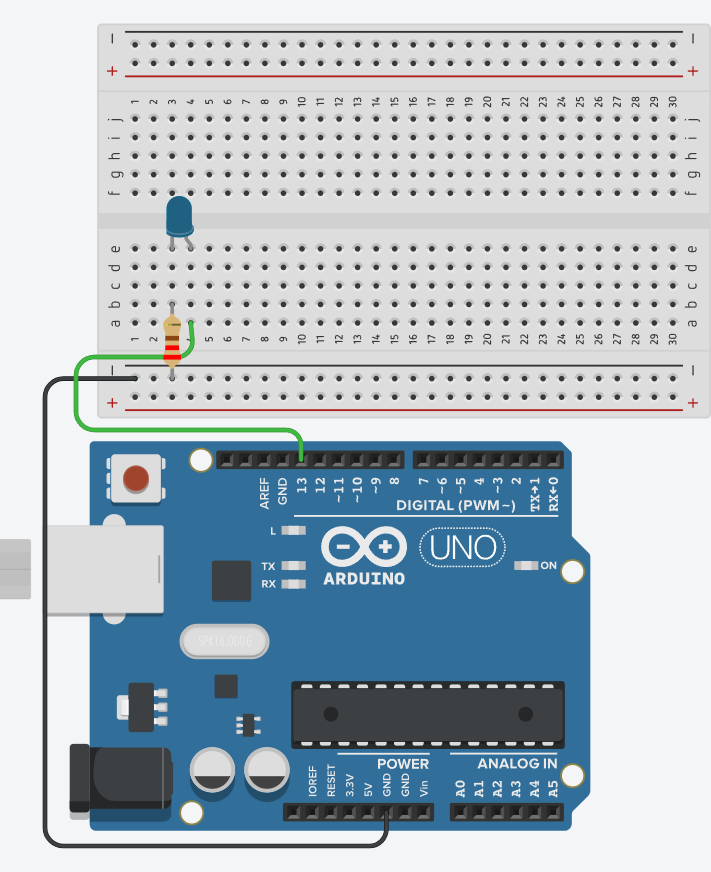 − −
+ +
1 2 3 4 5 6 7 8 9 10 11 12 13 14 15 16 17 18 19 20 21 22 23 24 25 26 27 28 29 30
j j
i i
h h
g g
f f
e e
d d
c c
b b
a a
1 2 4 5 6 7 8 9 10 11 12 13 14 15 16 17 18 19 20 21 22 23 24 25 26 27 28 29 30
− −
+ +
AREF GND 13 12 ~11 ~10 ~9 8 7 ~6 ~5 4 ~3 2 TX→1 RX←0
DIGITAL (PWM~)
L
UNO
TX
RX
ARDUINO
ON
SPK16.000G
POWER ANALOG IN
IOREF RESET 3.3V 5V GND GND Vin A0 A1 A2 A3 A4 A5